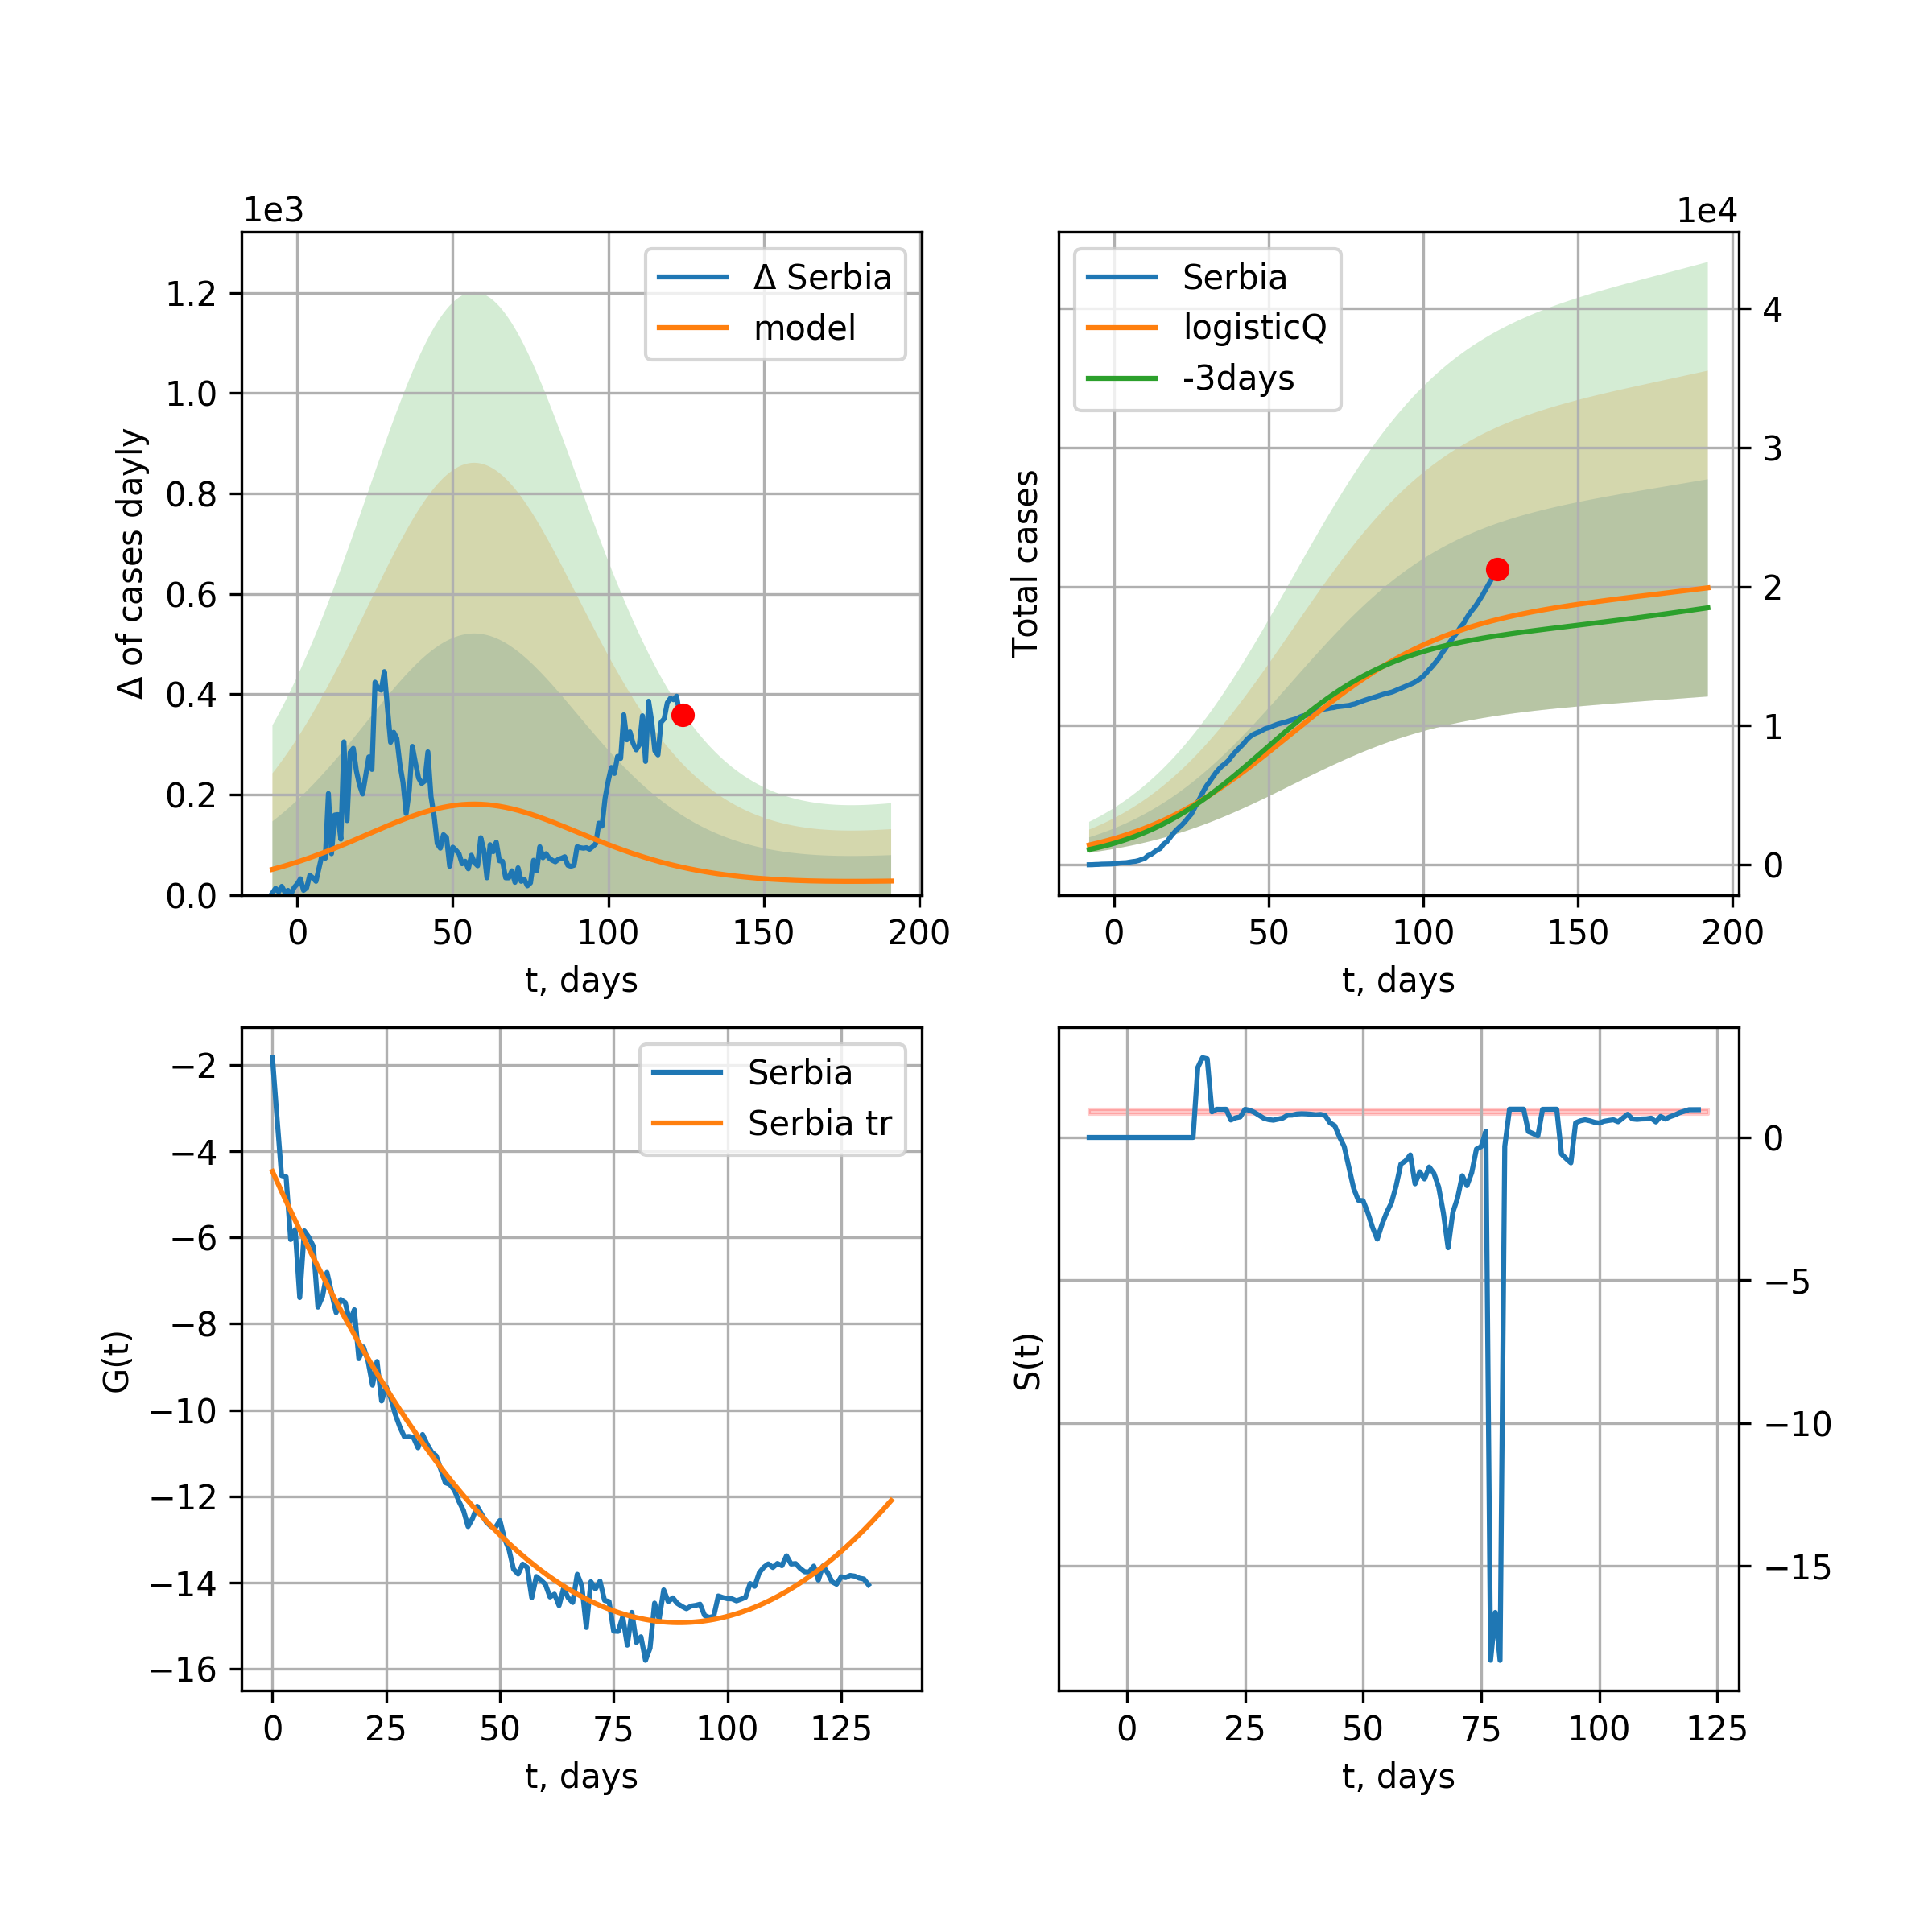 1e3
Δ of cases dayly
1.2
1.0
0.8
0.6
0.4
0.2
0.0
0 50 100 150 200
t, days
Δ Serbia
model
1e4
Total cases
4
3
2
1
0
0 50 100 150 200
t, days
Serbia
logisticQ
-3days
G(t)
−2
−4
−6
−8
−10
−12
−14
−16
0 25 50 75 100 125
t, days
Serbia
Serbia tr
S(t)
0
−5
−10
−15
0 25 50 75 100 125
t, days